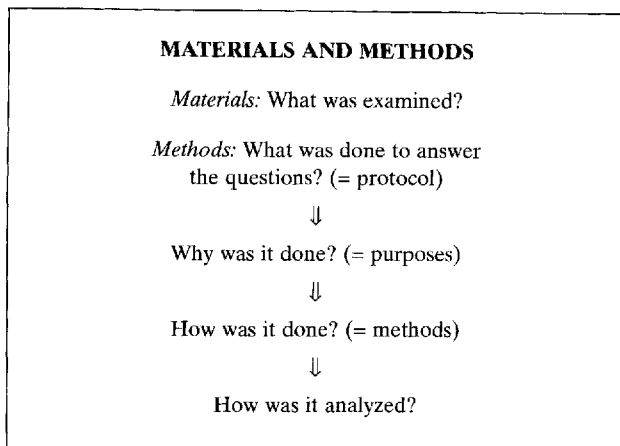 MATERIALS AND METHODS
Materials: What was examined?
Methods: What was done to answer
the questions? (= protocol)
⇓
Why was it done? (= purposes)
⇓
How was it done? (= methods)
⇓
How was it analyzed?